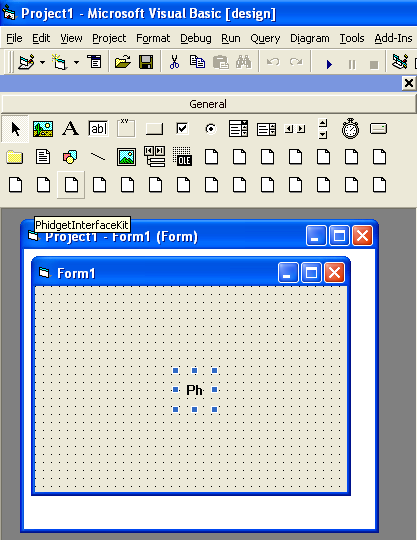 Project1 - Microsoft Visual Basic [design]
File Edit View Project Format Debug Run Query Diagram Tools Add-Ins
General
A ab| xy
OLE
PhidgetInterfaceKit
Project1 - Form1 (Form)
Form1
Ph